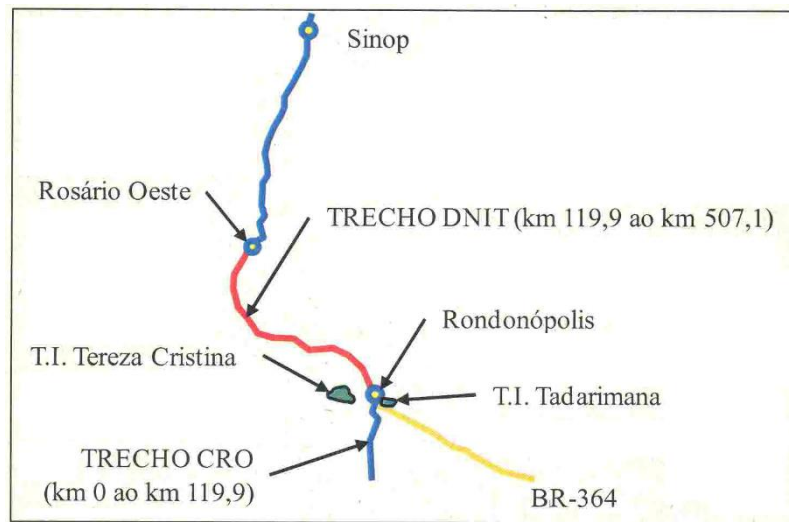 Sinop
Rosário Oeste
TRECHO DNIT (km 119,9 ao km 507,1)
Rondonópolis
T.I. Tereza Cristina
T.I. Tadarimana
TRECHO CRO
(km 0 ao km 119,9)
BR-364